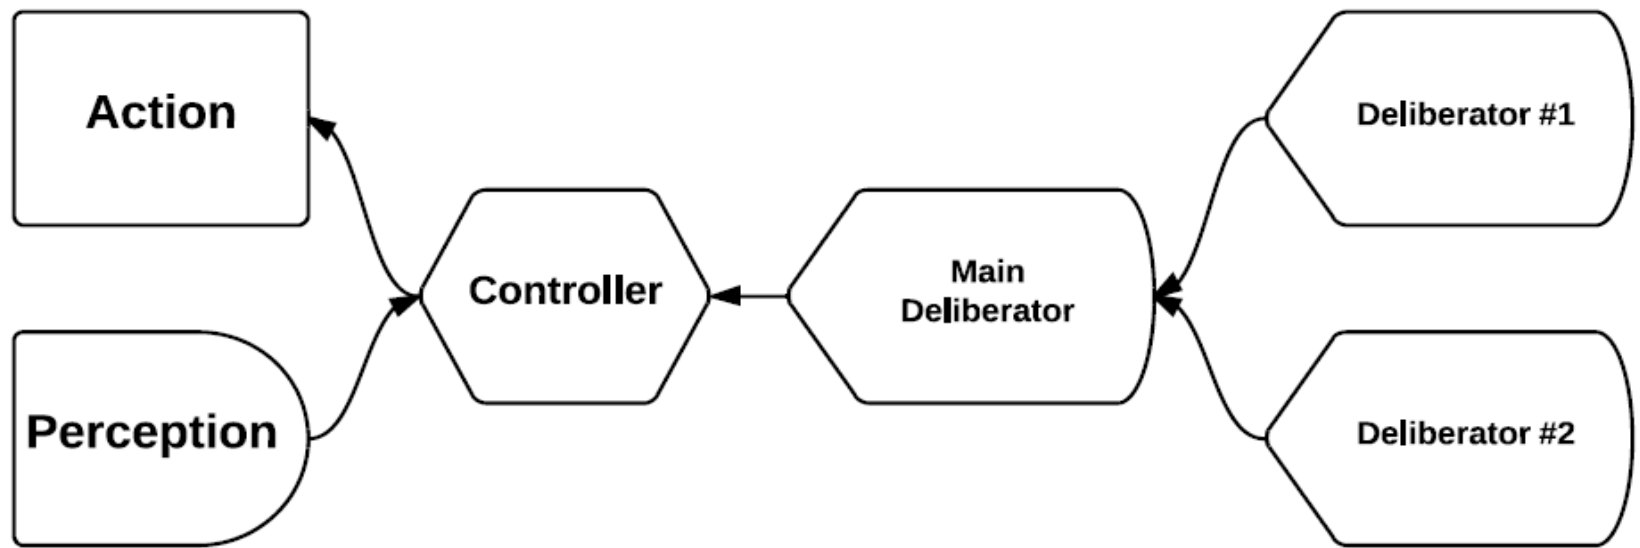 Action
Perception
Controller
Main
Deliberator
Deliberator #1
Deliberator #2